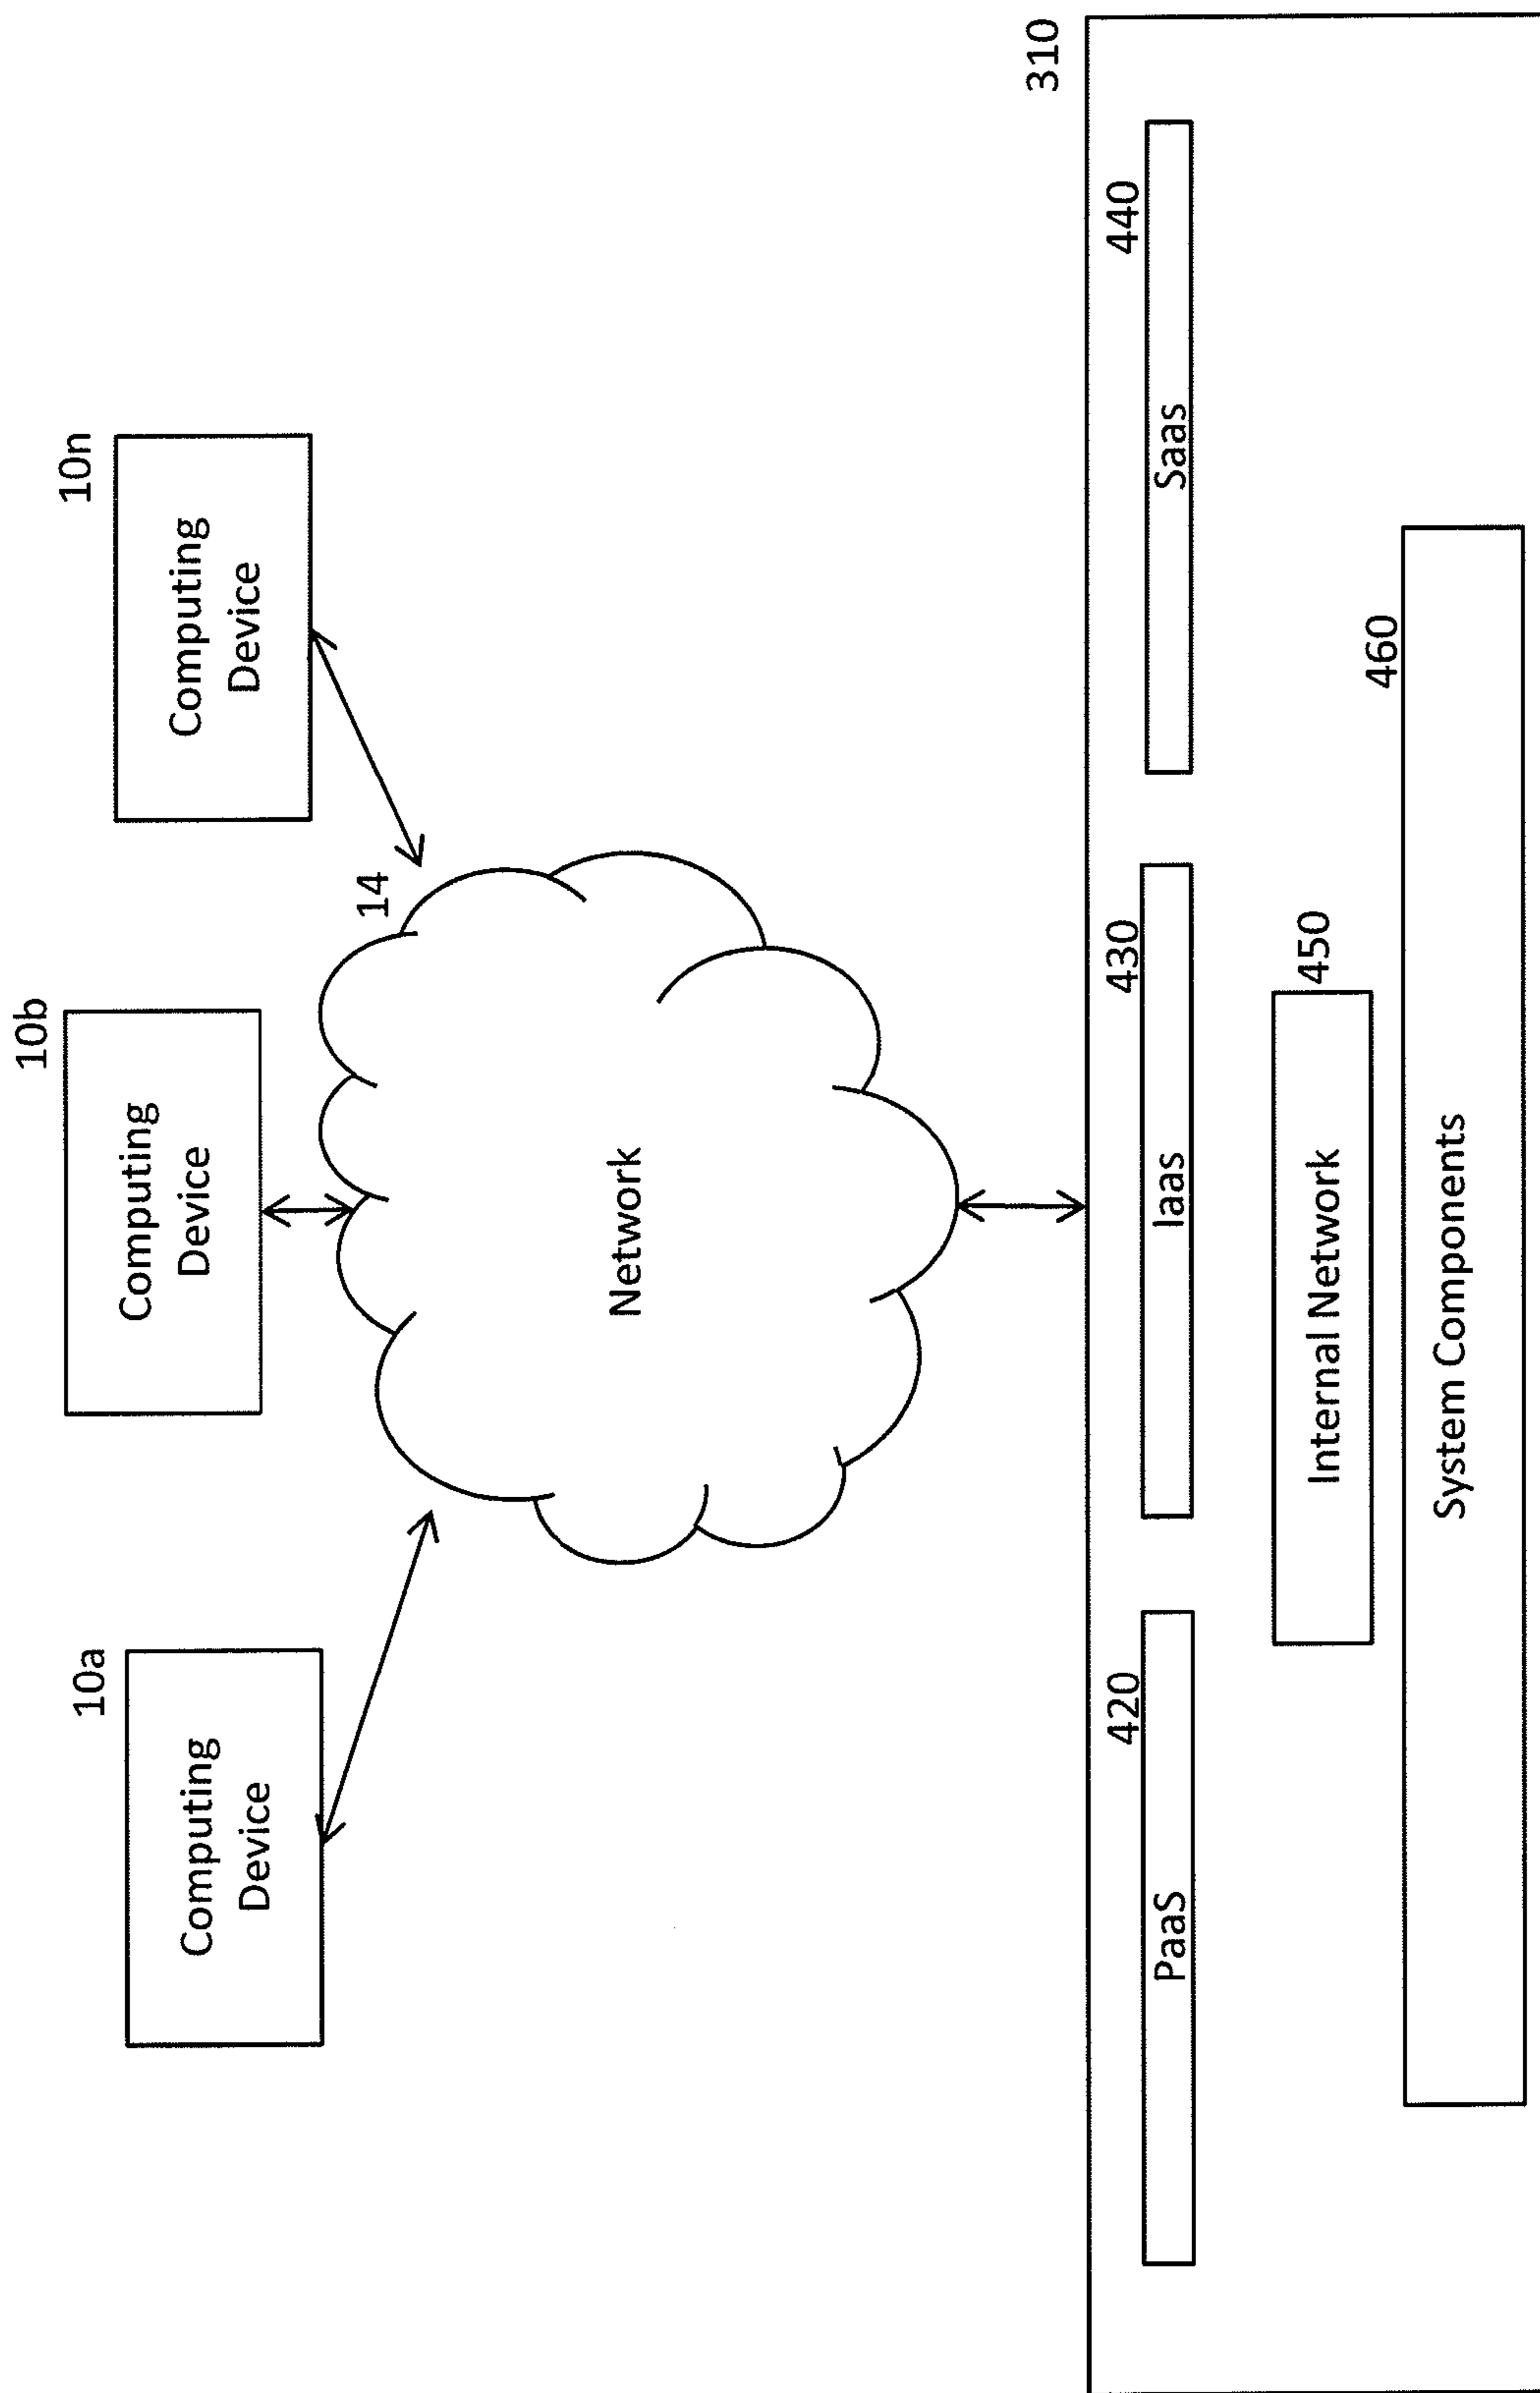 10a
Computing
Device
10b
Computing
Device
10n
Computing
Device
14
Network
310
420
PaaS
430
Iaas
440
Saas
Internal Network
450
460
System Components